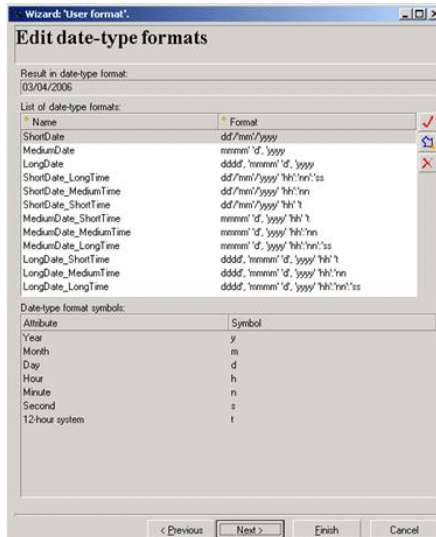 Wizard: 'User format'.
Edit date-type formats
Result in date-type format:
03/04/2006
List of date-type formats:
Name Format
ShortDate dd'/'mm'/'yyyy
MediumDate mmmm' 'd', 'yyyy
LongDate dddd', 'mmmm' 'd', 'yyyy
ShortDate_LongTime dd'/'mm'/'yyyy' 'hh':'nn':'ss
ShortDate_MediumTime dd'/'mm'/'yyyy' 'hh':'nn
ShortDate_ShortTime dd'/'mm'/'yyyy' 'hh' 't
MediumDate_ShortTime mmmm' 'd', 'yyyy' 'hh' 't
MediumDate_MediumTime mmmm' 'd', 'yyyy' 'hh':'nn
MediumDate_LongTime mmmm' 'd', 'yyyy' 'hh':'nn':'ss
LongDate_ShortTime dddd', 'mmmm' 'd', 'yyyy' 'hh' 't
LongDate_MediumTime dddd', 'mmmm' 'd', 'yyyy' 'hh':'nn
LongDate_LongTime dddd', 'mmmm' 'd', 'yyyy' 'hh':'nn':'ss
Date-type format symbols:
Attribute Symbol
Year y
Month m
Day d
Hour h
Minute n
Second s
12-hour system t
< Previous Next > Finish Cancel